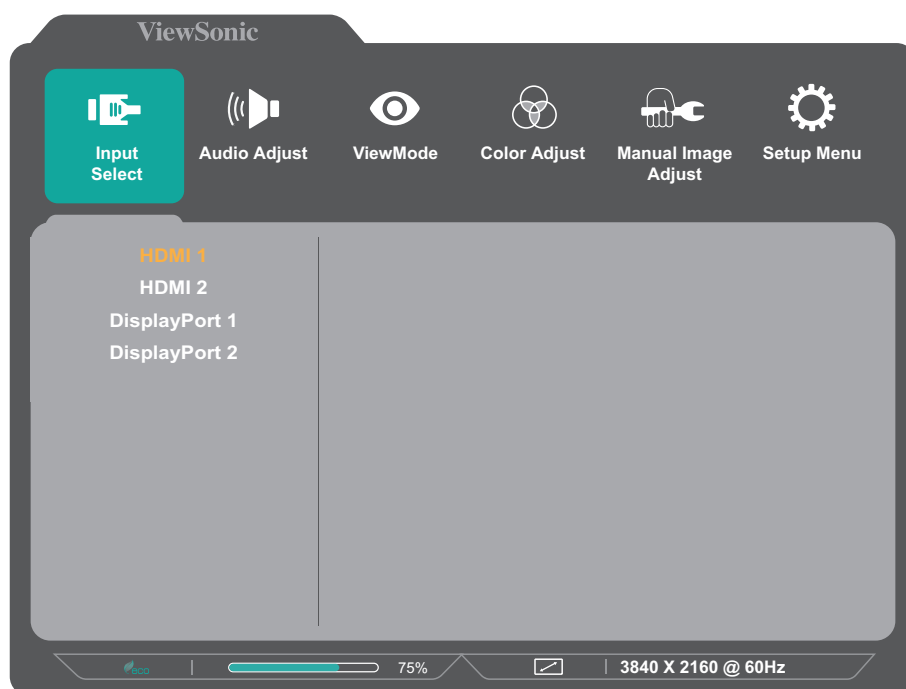 ViewSonic
Input
Select
Audio Adjust
ViewMode
Color Adjust
Manual Image
Adjust
Setup Menu
HDMI 1
HDMI 2
DisplayPort 1
DisplayPort 2
eco
75%
3840 X 2160 @ 60Hz